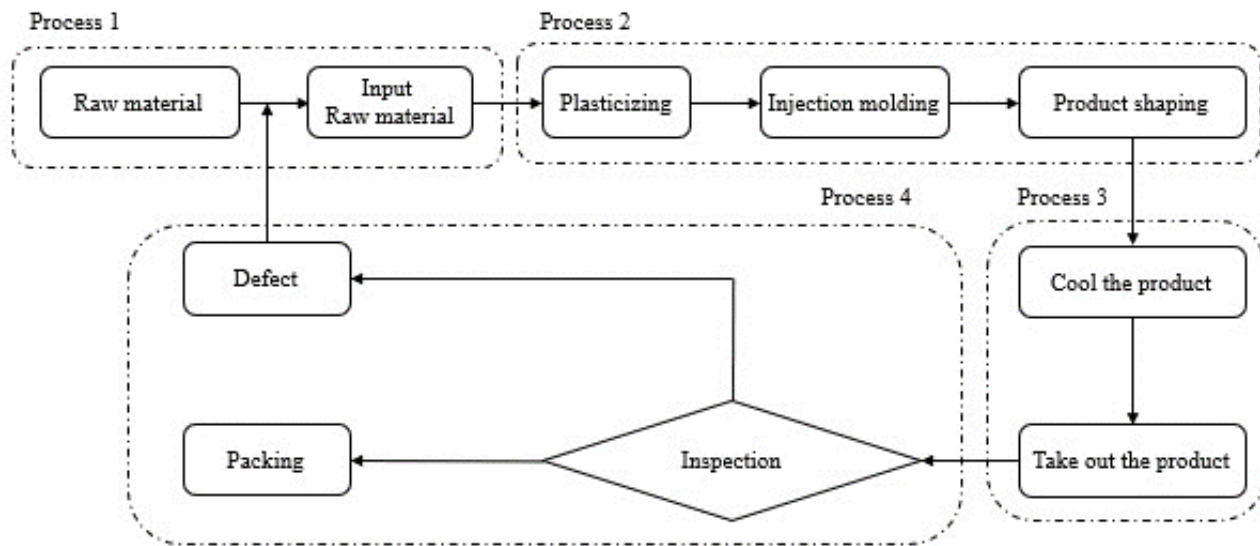 Process 1
Process 2
Raw material
Input
Raw material
Plasticizing
Injection molding
Product shaping
Process 4
Process 3
Defect
Cool the product
Packing
Inspection
Take out the product